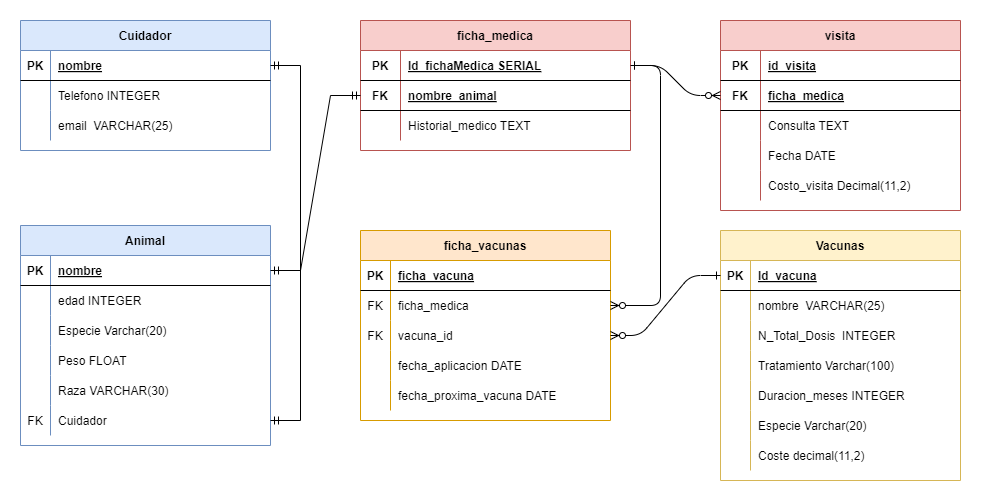 Cuidador
PK nombre
Telefono INTEGER
email VARCHAR(25)
ficha_medica
PK Id_fichaMedica SERIAL
FK nombre_animal
Historial_medico TEXT
visita
PK id_visita
FK ficha_medica
Consulta TEXT
Fecha DATE
Costo_visita Decimal(11,2)
Animal
PK nombre
edad INTEGER
Especie Varchar(20)
Peso FLOAT
Raza VARCHAR(30)
FK Cuidador
ficha_vacunas
PK ficha_vacuna
FK ficha_medica
FK vacuna_id
fecha_aplicacion DATE
fecha_proxima_vacuna DATE
Vacunas
PK Id_vacuna
nombre VARCHAR(25)
N_Total_Dosis INTEGER
Tratamiento Varchar(100)
Duracion_meses INTEGER
Especie Varchar(20)
Coste decimal(11,2)